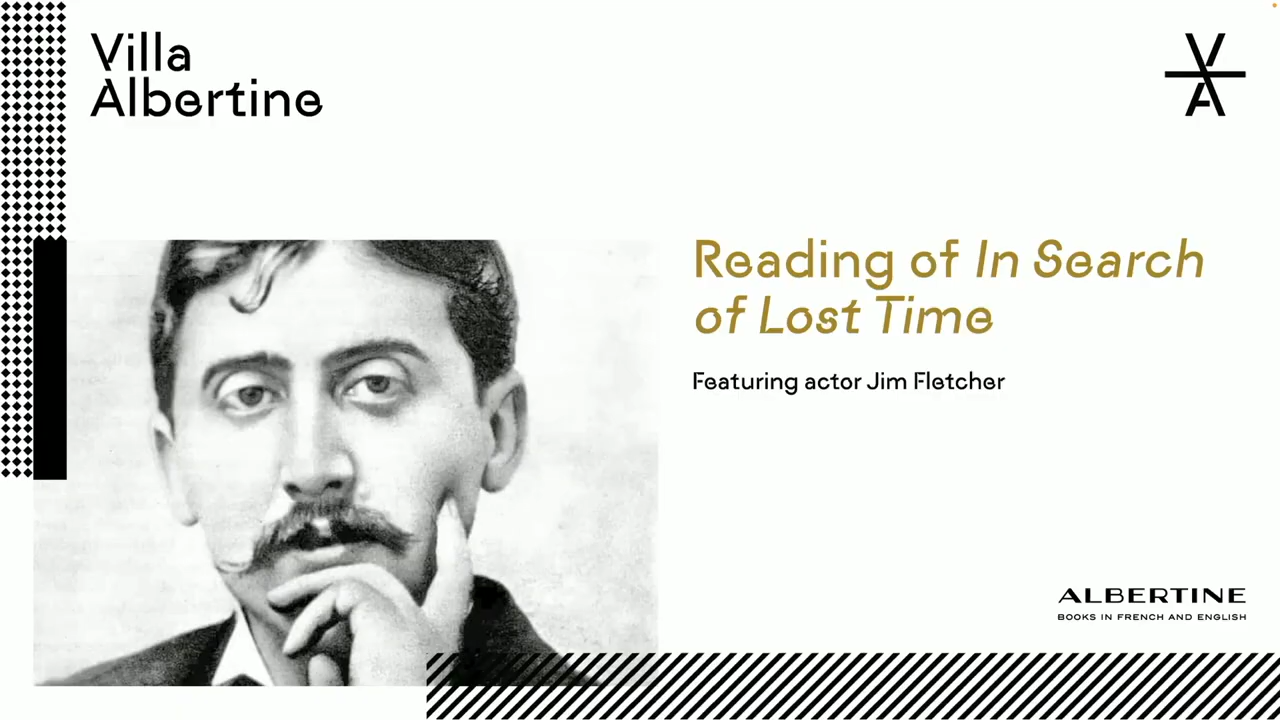 Villa
Albertine
VA
Reading of In Search
of Lost Time
Featuring actor Jim Fletcher
ALBERTINE
BOOKS IN FRENCH AND ENGLISH